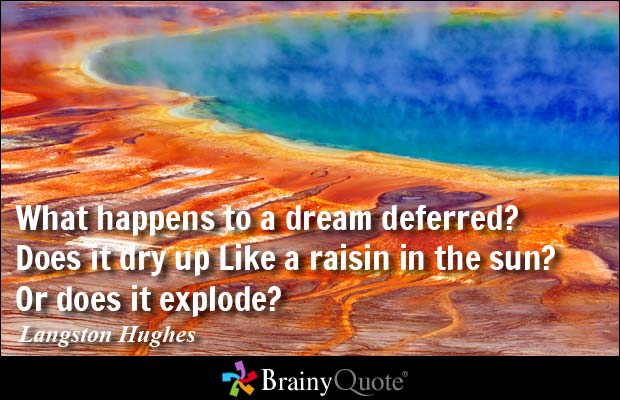 What happens to a dream deferred?
Does it dry up Like a raisin in the sun?
Or does it explode?
Langston Hughes
BrainyQuote®